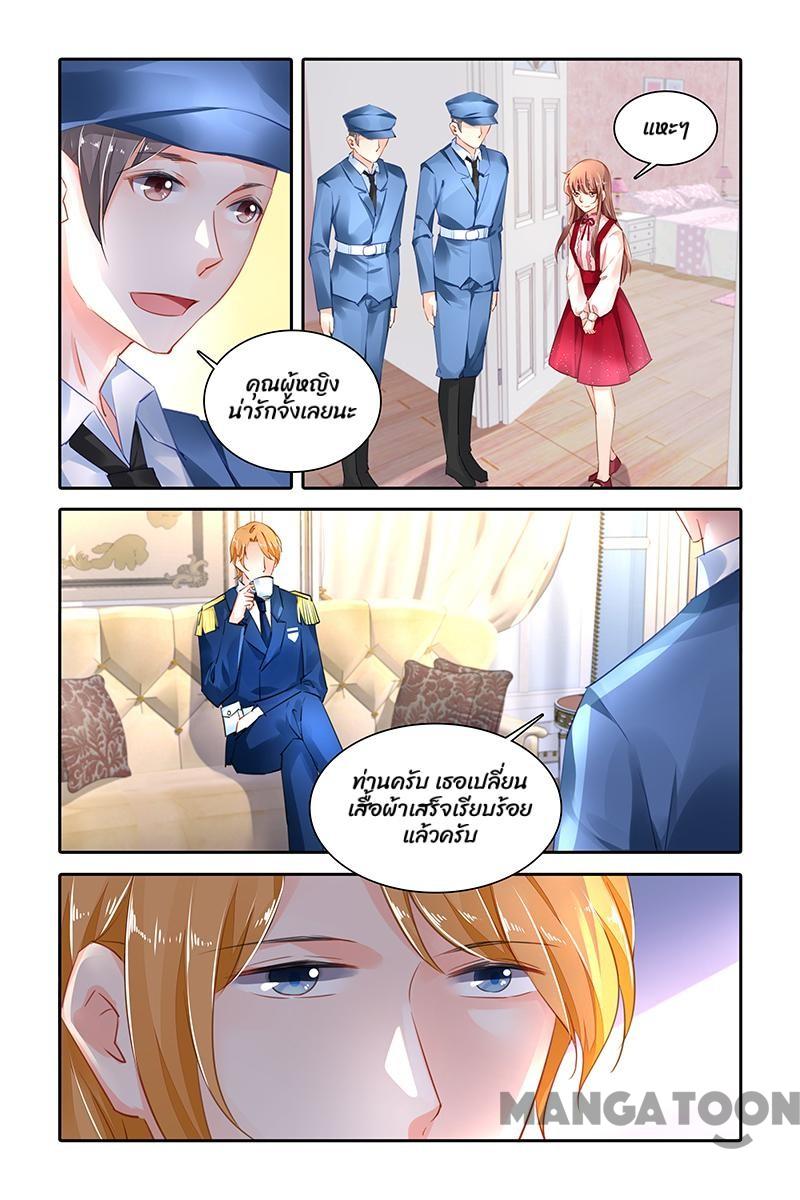 คุณผู้หญิง
น่ารักจังเลยนะ
แหะๆ
ท่านครับ เธอเปลี่ยน
เสื้อผ้าเสร็จเรียบร้อย
แล้วครับ
MANGATOON